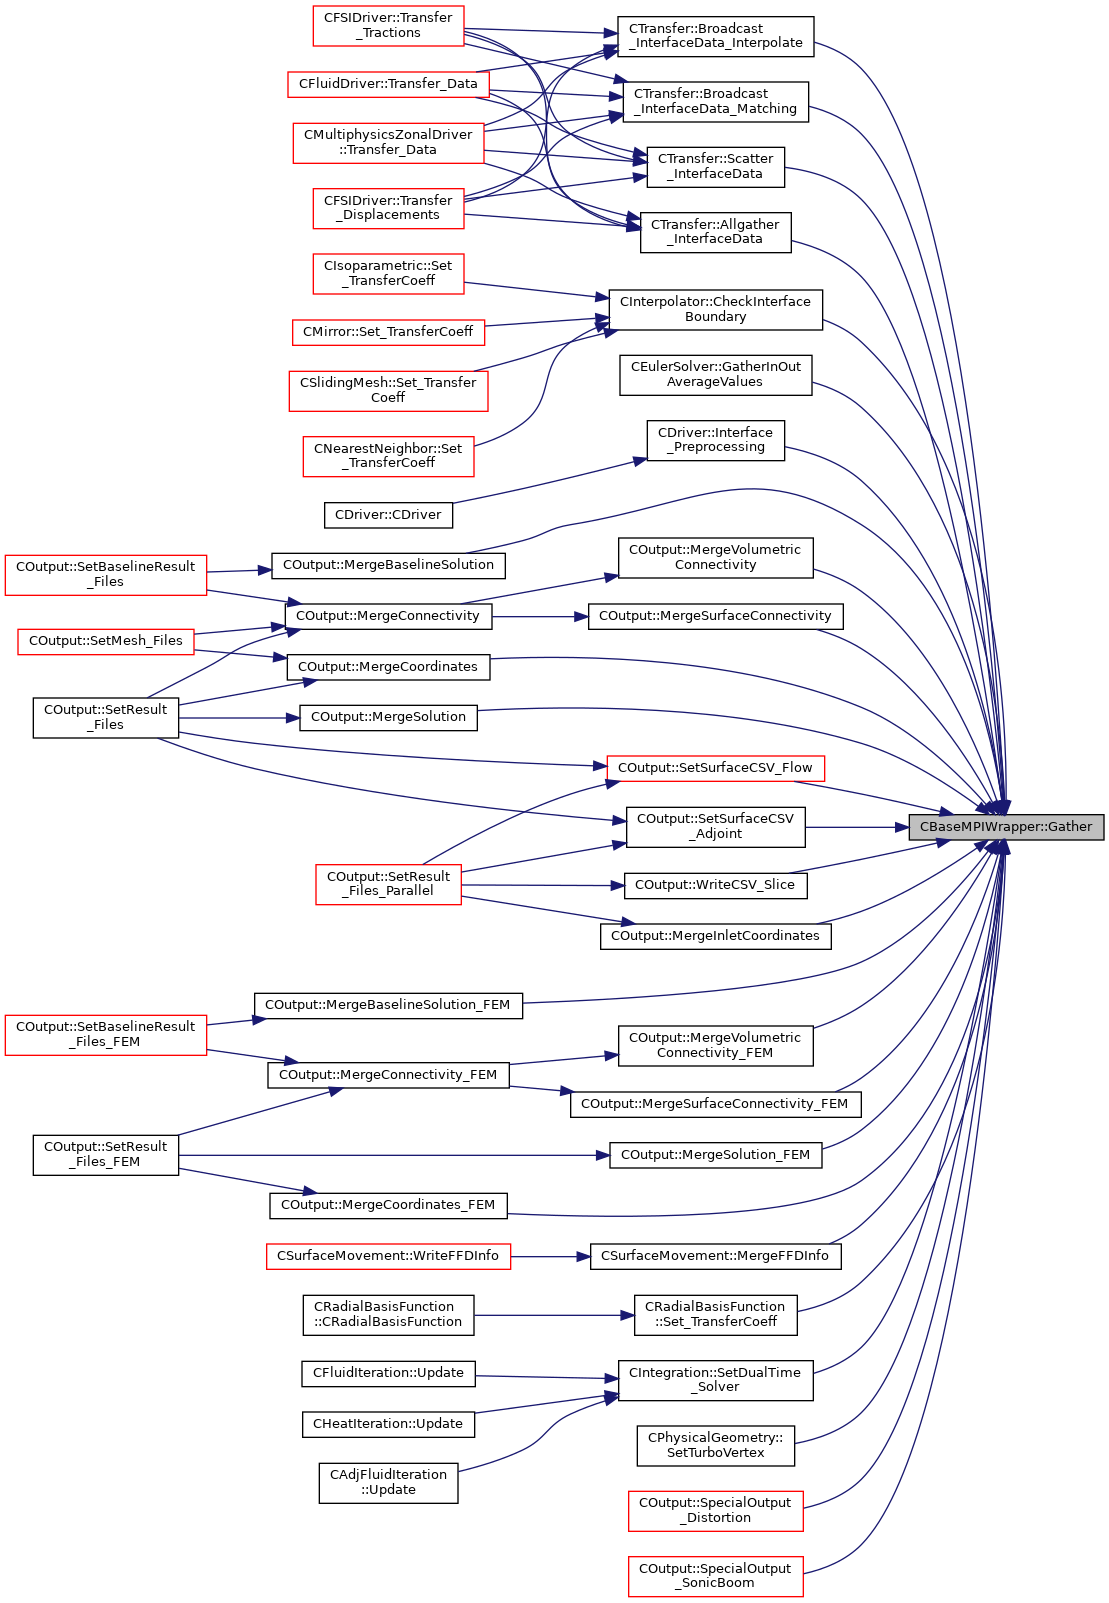 CFSIDriver::Transfer
_Tractions
CTransfer::Broadcast
_InterfaceData_Interpolate
CFluidDriver::Transfer_Data
CTransfer::Broadcast
_InterfaceData_Matching
CMultiphysicsZonalDriver
::Transfer_Data
CTransfer::Scatter
_InterfaceData
CFSIDriver::Transfer
_Displacements
CTransfer::Allgather
_InterfaceData
CIsoparametric::Set
_TransferCoeff
CInterpolator::CheckInterface
Boundary
CMirror::Set_TransferCoeff
CEulerSolver::GatherInOut
AverageValues
CSlidingMesh::Set_Transfer
Coeff
CDriver::Interface
_Preprocessing
CNearestNeighbor::Set
_TransferCoeff
CDriver::CDriver
COutput::MergeVolumetric
Connectivity
COutput::SetBaselineResult
_Files
COutput::MergeBaselineSolution
COutput::MergeConnectivity
COutput::MergeSurfaceConnectivity
COutput::SetMesh_Files
COutput::MergeCoordinates
COutput::SetResult
_Files
COutput::MergeSolution
COutput::SetSurfaceCSV_Flow
COutput::SetSurfaceCSV
_Adjoint
CBaseMPIWrapper::Gather
COutput::SetResult
_Files_Parallel
COutput::WriteCSV_Slice
COutput::MergeInletCoordinates
COutput::MergeBaselineSolution_FEM
COutput::SetBaselineResult
_Files_FEM
COutput::MergeVolumetric
Connectivity_FEM
COutput::MergeConnectivity_FEM
COutput::MergeSurfaceConnectivity_FEM
COutput::SetResult
_Files_FEM
COutput::MergeSolution_FEM
COutput::MergeCoordinates_FEM
CSurfaceMovement::WriteFFDInfo
CSurfaceMovement::MergeFFDInfo
CRadialBasisFunction
::CRadialBasisFunction
CRadialBasisFunction
::Set_TransferCoeff
CFluidIteration::Update
CIntegration::SetDualTime
_Solver
CHeatIteration::Update
CPhysicalGeometry::
SetTurboVertex
CAdjFluidIteration
::Update
COutput::SpecialOutput
_Distortion
COutput::SpecialOutput
_SonicBoom